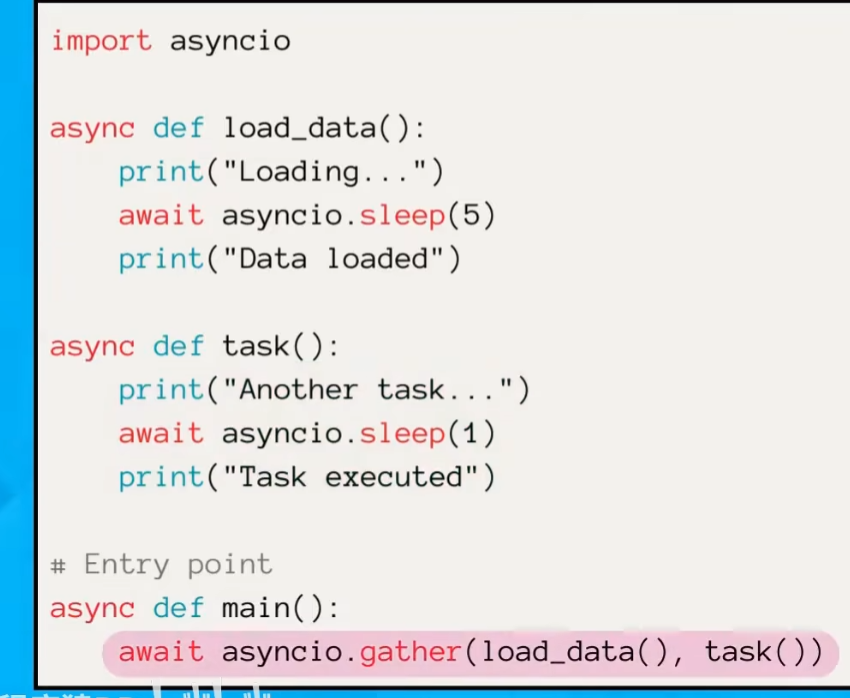 import asyncio
async def load_data():
    print("Loading...")
    await asyncio.sleep(5)
    print("Data loaded")
async def task():
    print("Another task...")
    await asyncio.sleep(1)
    print("Task executed")
# Entry point
async def main():
    await asyncio.gather(load_data(), task())